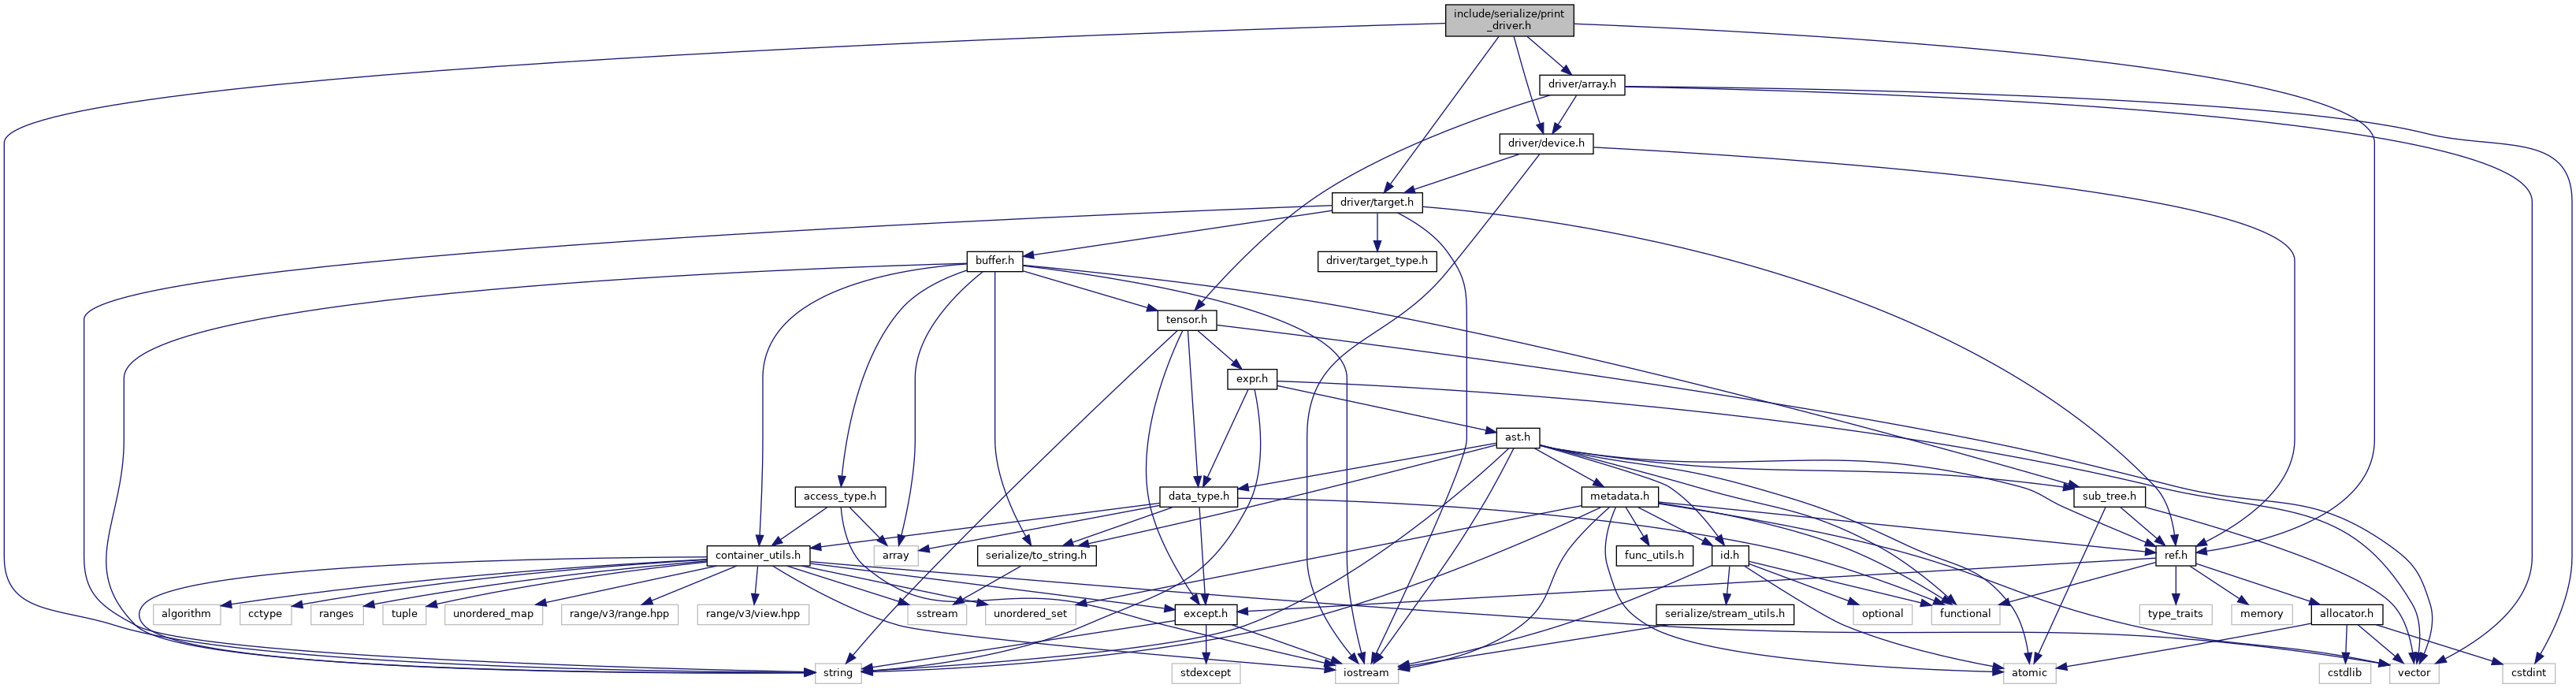 include/serialize/print
_driver.h
driver/array.h
driver/device.h
driver/target.h
buffer.h
driver/target_type.h
tensor.h
expr.h
ast.h
access_type.h
data_type.h
metadata.h
sub_tree.h
container_utils.h
array
serialize/to_string.h
func_utils.h
id.h
ref.h
algorithm
cctype
ranges
tuple
unordered_map
range/v3/range.hpp
range/v3/view.hpp
sstream
unordered_set
except.h
serialize/stream_utils.h
optional
functional
type_traits
memory
allocator.h
string
stdexcept
iostream
atomic
cstdlib
vector
cstdint